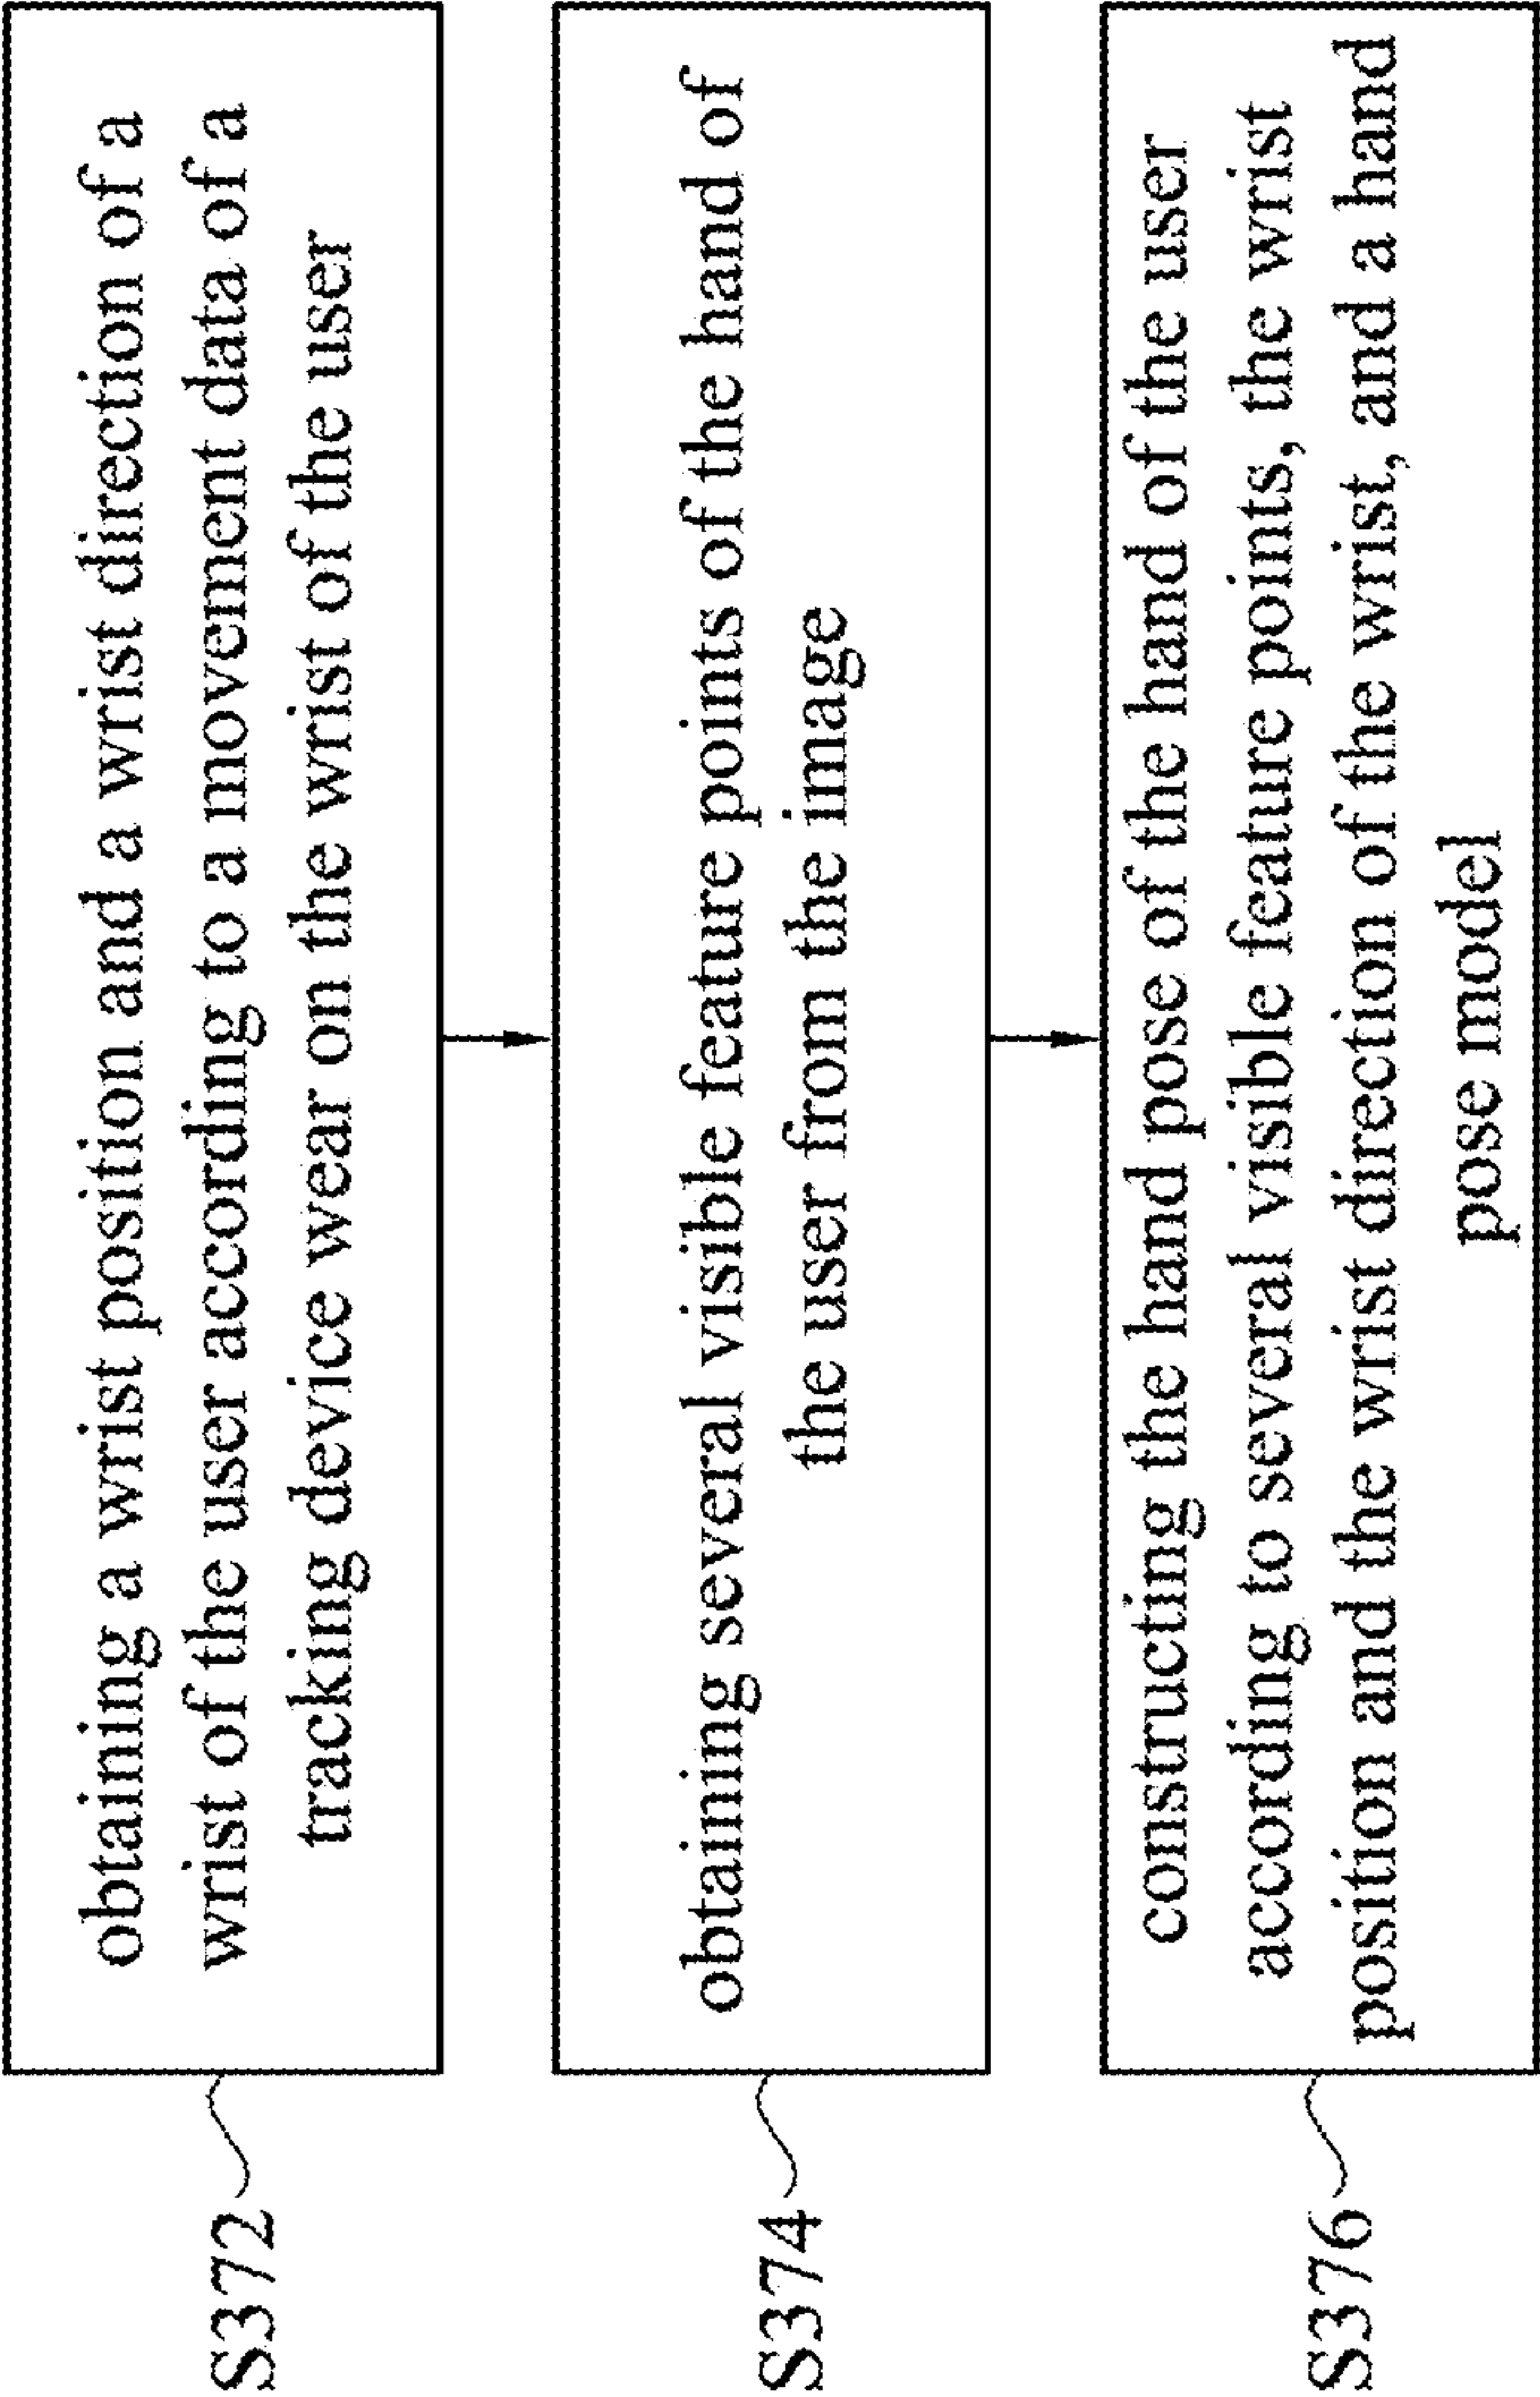 obtaining a wrist position and a wrist direction of a
wrist of the user according to a movement data of a
tracking device wear on the wrist of the user
S372
obtaining several visible feature points of the hand of
the user from the image
S374
constructing the hand pose of the hand of the user
according to several visible feature points, the wrist
position and the wrist direction of the wrist, and a hand
pose model
S376